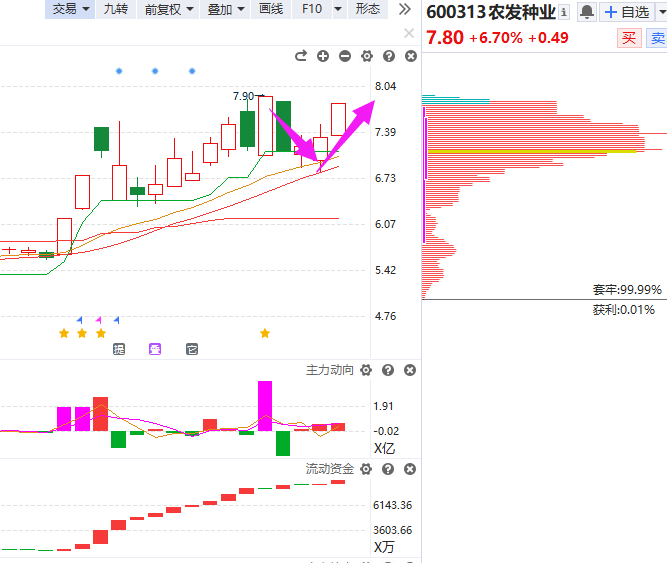 交易 九转 前复权 叠加 画线 F10 形态
600313 农发种业 自选
7.80 +6.70% +0.49 买 卖
8.04
7.90
7.39
6.73
6.07
5.42
4.76
套牢:99.99%
获利:0.01%
主力动向
1.91
-0.02
X亿
流动资金
6143.36
3603.66
X万